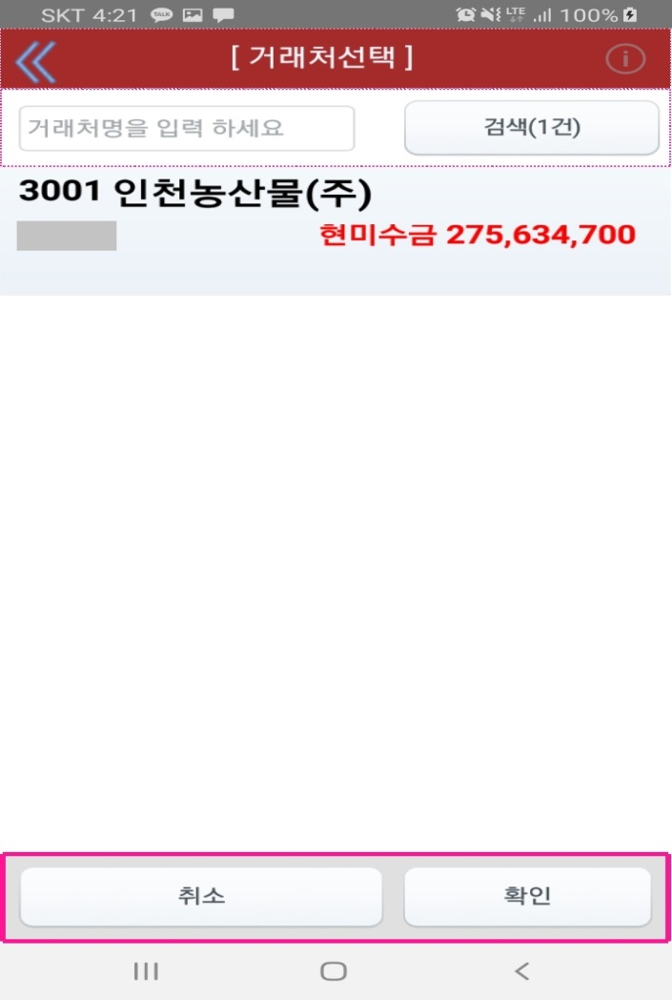 SKT 4:21 TALK LTE 100%
[ 거래처선택 ] i
거래처명을 입력 하세요 검색(1건)
3001 인천농산물(주)
현미수금 275,634,700
취소 확인